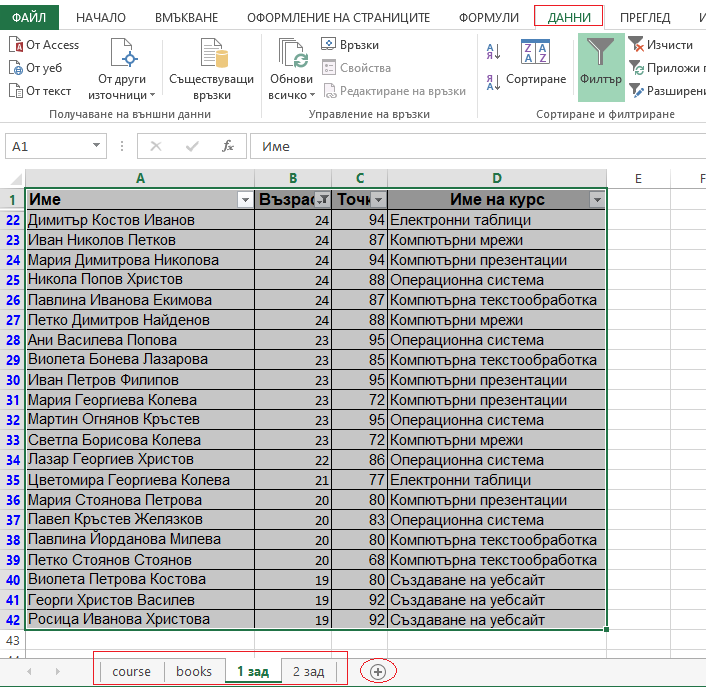 ФАЙЛ НАЧАЛО ВМЪКВАНЕ ОФОРМЛЕНИЕ НА СТРАНИЦИТЕ ФОРМУЛИ ДАННИ ПРЕГЛЕД И
От Access
От уеб
От текст
От други източници
Съществуващи връзки
Получаване на външни данни
Обнови всичко
Връзки
Свойства
Редактиране на връзки
Управление на връзки
Сортиране
Филтър
Изчисти
Приложи п
Разширени
Сортиране и филтриране
A1 fx Име
A B C D E F
1 Име Възрас Точк Име на курс
22 Димитър Костов Иванов 24 94 Електронни таблици
23 Иван Николов Петков 24 87 Компютърни мрежи
24 Мария Димитрова Николова 24 94 Компютърни презентации
25 Никола Попов Христов 24 88 Операционна система
26 Павлина Иванова Екимова 24 87 Компютърна текстообработка
27 Петко Димитров Найденов 24 88 Компютърни мрежи
28 Ани Василева Попова 23 95 Операционна система
29 Виолета Бонева Лазарова 23 85 Компютърна текстообработка
30 Иван Петров Филипов 23 95 Компютърни презентации
31 Мария Георгиева Колева 23 72 Компютърни презентации
32 Мартин Огнянов Кръстев 23 95 Операционна система
33 Светла Борисова Колева 23 72 Компютърни мрежи
34 Лазар Георгиев Христов 22 86 Операционна система
35 Цветомира Георгиева Колева 21 77 Електронни таблици
36 Мария Стоянова Петрова 20 80 Компютърни презентации
37 Павел Кръстев Желязков 20 83 Операционна система
38 Павлина Йорданова Милева 20 80 Компютърна текстообработка
39 Петко Стоянов Стоянов 20 68 Компютърна текстообработка
40 Виолета Петрова Костова 19 80 Създаване на уебсайт
41 Георги Христов Василев 19 92 Създаване на уебсайт
42 Росица Иванова Христова 19 92 Създаване на уебсайт
43
course books 1 зад 2 зад